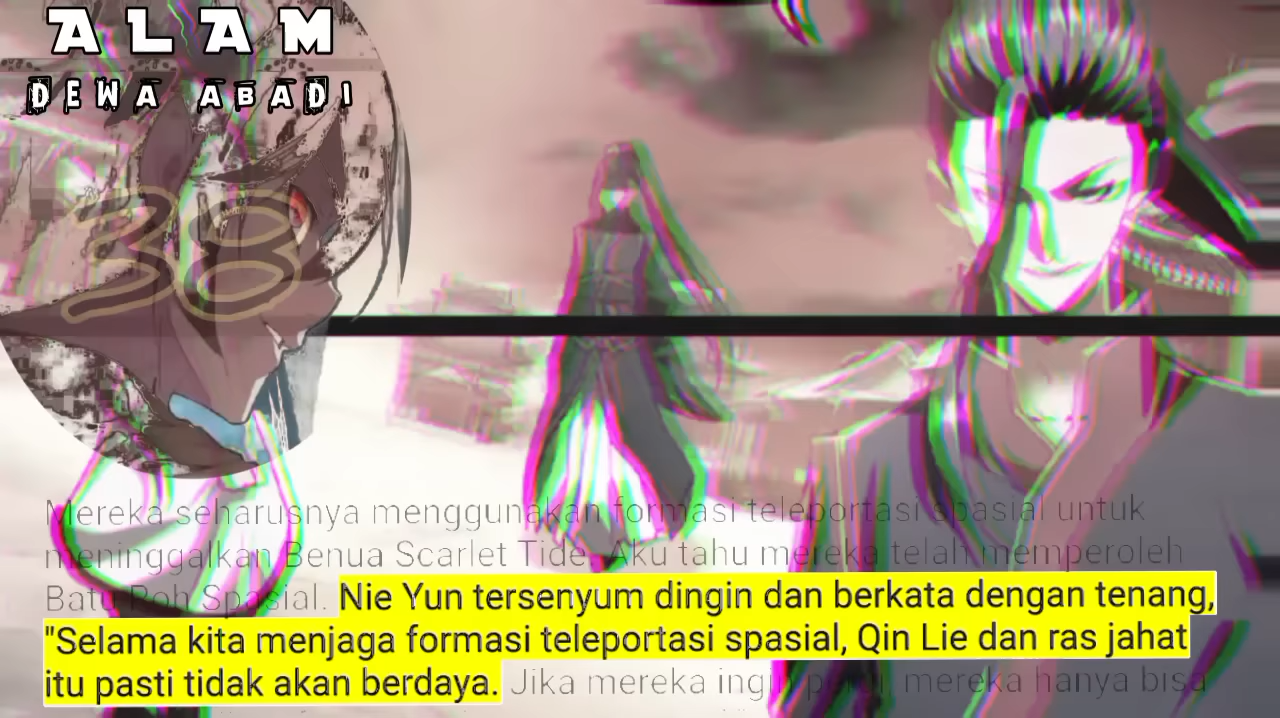 ALAM
DEWA ABADI
38
Mereka seharusnya menggunakan formasi teleportasi spasial untuk
meninggalkan Benua Scarlet Tide. Aku tahu mereka telah memperoleh
Batu Roh Spasial. Nie Yun tersenyum dingin dan berkata dengan tenang,
"Selama kita menjaga formasi teleportasi spasial, Qin Lie dan ras jahat
itu pasti tidak akan berdaya. Jika mereka ingin pergi, mereka hanya bisa